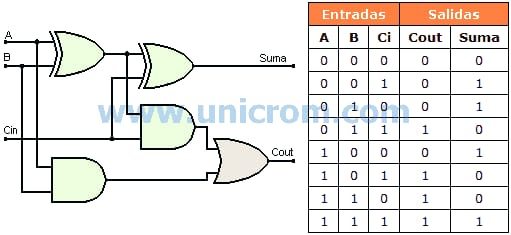 A
B
Cin
Suma
Cout
www.unicrom.com
Entradas Salidas
A B Ci Cout Suma
0 0 0 0 0
0 0 1 0 1
0 1 0 0 1
0 1 1 1 0
1 0 0 0 1
1 0 1 1 0
1 1 0 1 0
1 1 1 1 1